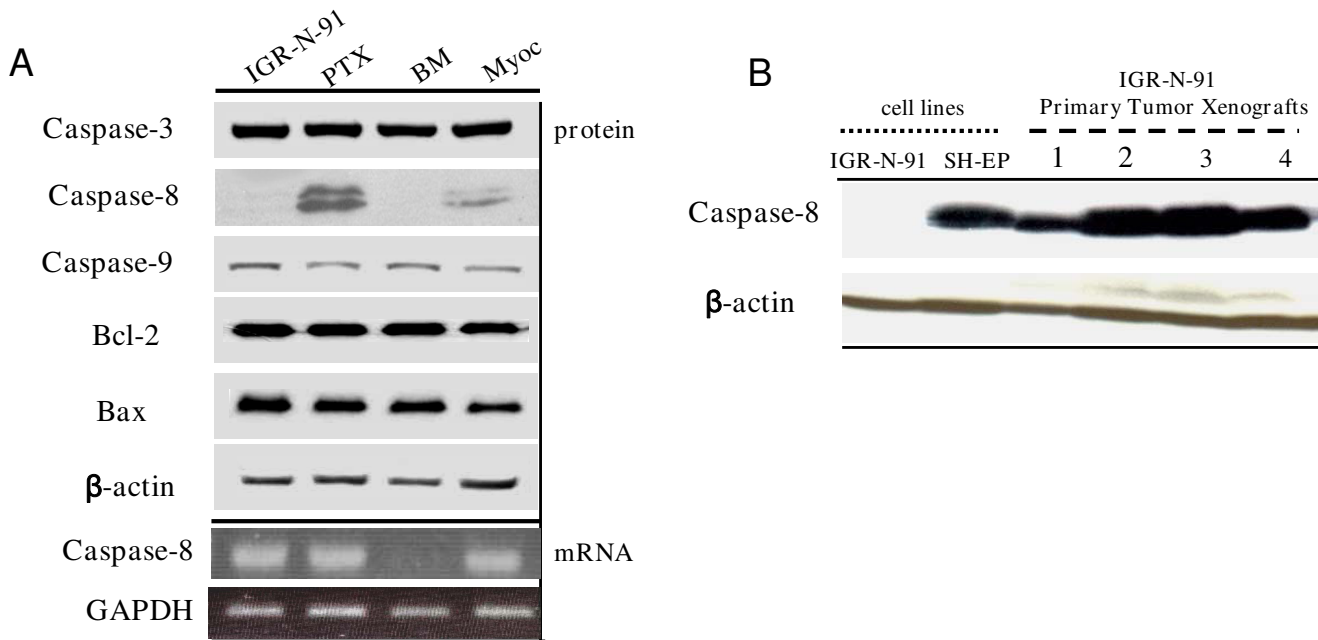 A
IGR-N-91 PTX BM Myoc
Caspase-3 protein
Caspase-8
Caspase-9
Bcl-2
Bax
β-actin
Caspase-8 mRNA
GAPDH
B
IGR-N-91
cell lines Primary Tumor Xenografts
IGR-N-91 SH-EP 1 2 3 4
Caspase-8
β-actin